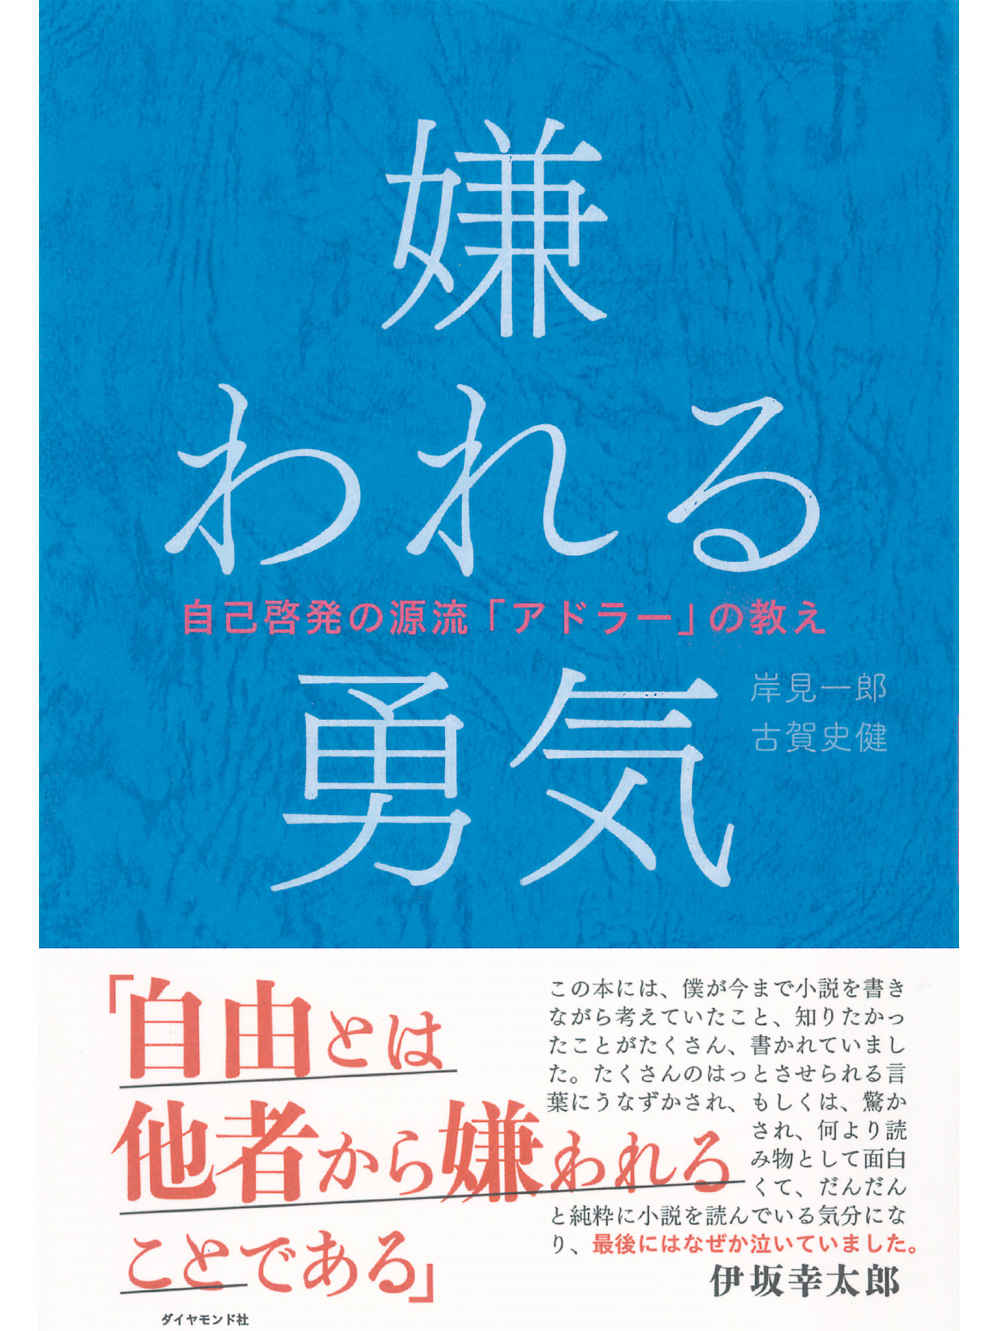 嫌
われる
自己啓発の源流「アドラー」の教え
勇気
岸見一郎
古賀史健
「自由とは
他者から嫌われる
ことである」
この本には、僕が今まで小説を書き
ながら考えていたこと、知りたかっ
たことがたくさん、書かれていまし
た。たくさんのはっとさせられる言
葉にうなずかされ、もしくは、驚か
され、何より読
み物として面白
くて、だんだん
と純粋に小説を読んでいる気分にな
り、最後にはなぜか泣いていました。
伊坂幸太郎
ダイヤモンド社